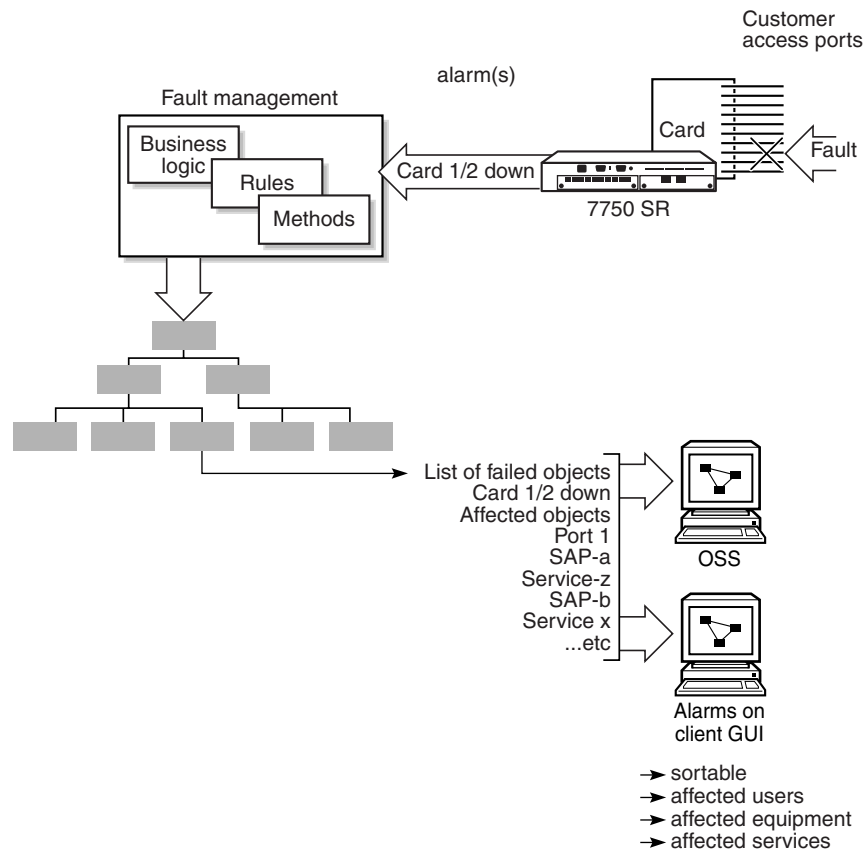 Customer
access ports
alarm(s)
Fault management
Business
logic
Rules
Methods
Card 1/2 down
Card
Fault
7750 SR
List of failed objects
Card 1/2 down
Affected objects
Port 1
SAP-a
Service-z
SAP-b
Service x
...etc
OSS
Alarms on
client GUI
sortable
affected users
affected equipment
affected services